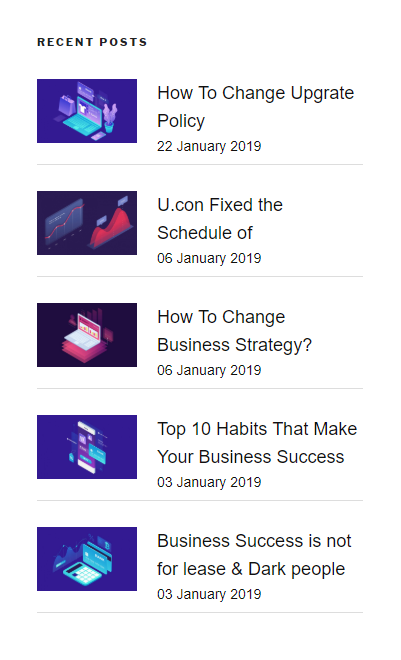 RECENT POSTS
How To Change Upgrate
Policy
22 January 2019
U.con Fixed the
Schedule of
06 January 2019
How To Change
Business Strategy?
06 January 2019
Top 10 Habits That Make
Your Business Success
03 January 2019
Business Success is not
for lease & Dark people
03 January 2019